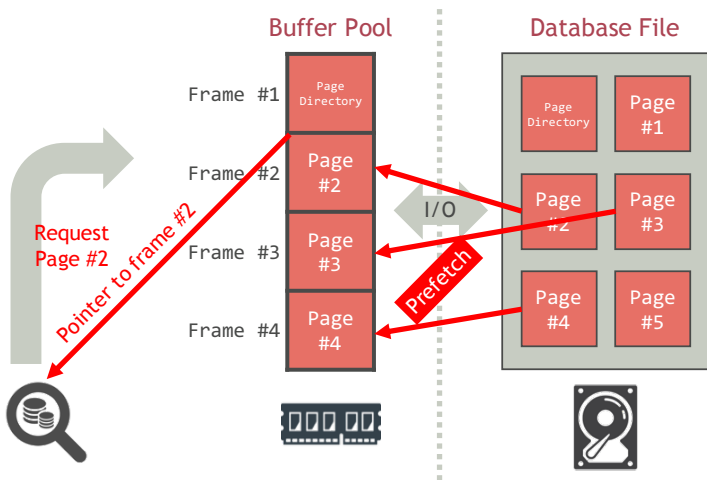 Buffer Pool
Database File
Frame #1
Page
Directory
Page
Directory
Page
#1
Frame #2
Page
#2
I/O
Page
#2
Page
#3
Request
Page #2
Pointer to frame #2
Frame #3
Page
#3
Prefetch
Frame #4
Page
#4
Page
#4
Page
#5